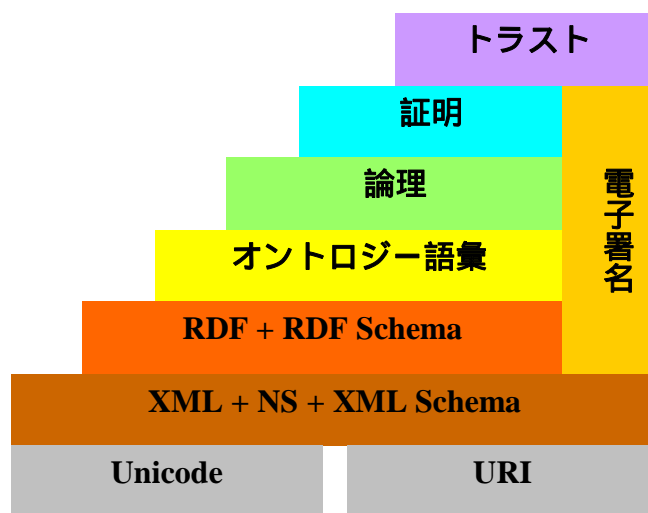 トラスト
証明
論理
電子署名
オントロジー語彙
RDF + RDF Schema
XML + NS + XML Schema
Unicode
URI